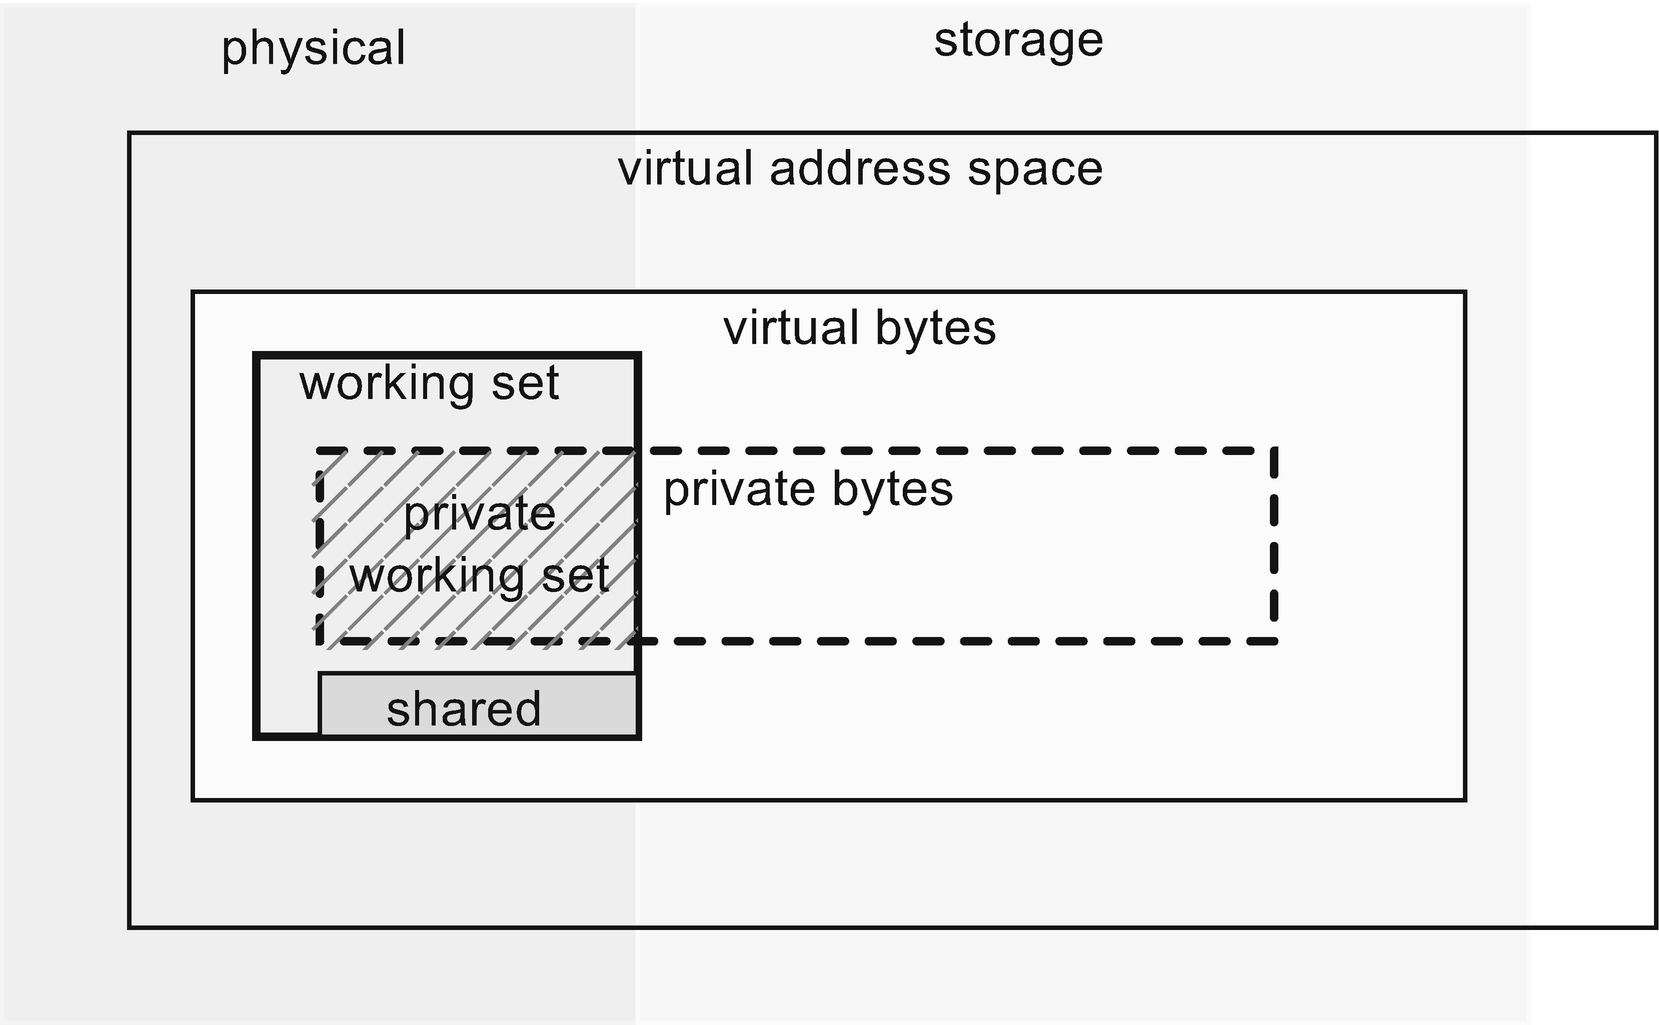 physical
storage
virtual address space
virtual bytes
working set
private bytes
private
working set
shared